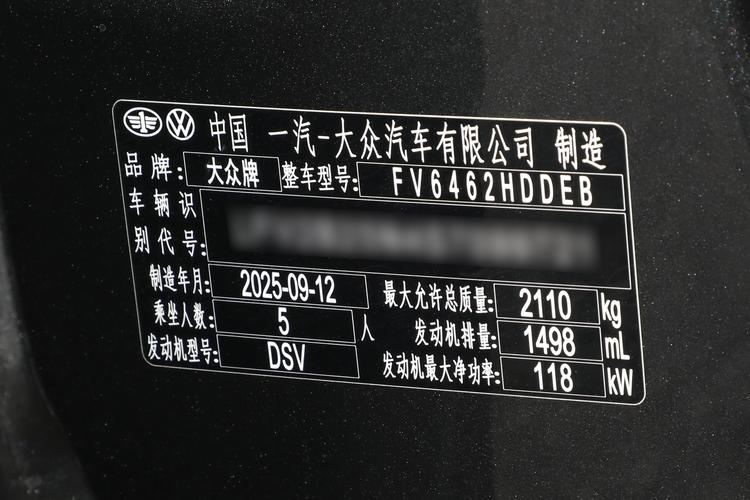 中国 一汽-大众汽车有限公司 制造
品牌: 大众牌 整车型号: FV6462HDDEB
车辆识
别代号:
制造年月: 2025-09-12 最大允许总质量: 2110 kg
乘坐人数: 5 人 发动机排量: 1498 mL
发动机型号: DSV 发动机最大净功率: 118 kW